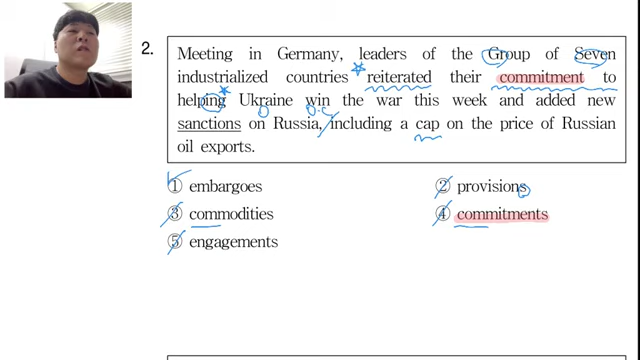 2.
Meeting in Germany, leaders of the Group of Seven
industrialized countries reiterated their commitment to
helping Ukraine win the war this week and added new
sanctions on Russia, including a cap on the price of Russian
oil exports.
① embargoes ② provisions
③ commodities ④ commitments
⑤ engagements